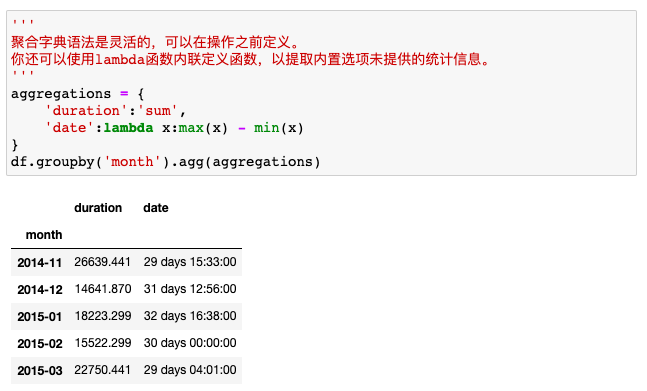 '''
聚合字典语法是灵活的，可以在操作之前定义。
你还可以使用lambda函数内联定义函数，以提取内置选项未提供的统计信息。
'''
aggregations = {
    'duration':'sum',
    'date':lambda x:max(x) - min(x)
}
df.groupby('month').agg(aggregations)
duration date
month
2014-11 26639.441 29 days 15:33:00
2014-12 14641.870 31 days 12:56:00
2015-01 18223.299 32 days 16:38:00
2015-02 15522.299 30 days 00:00:00
2015-03 22750.441 29 days 04:01:00